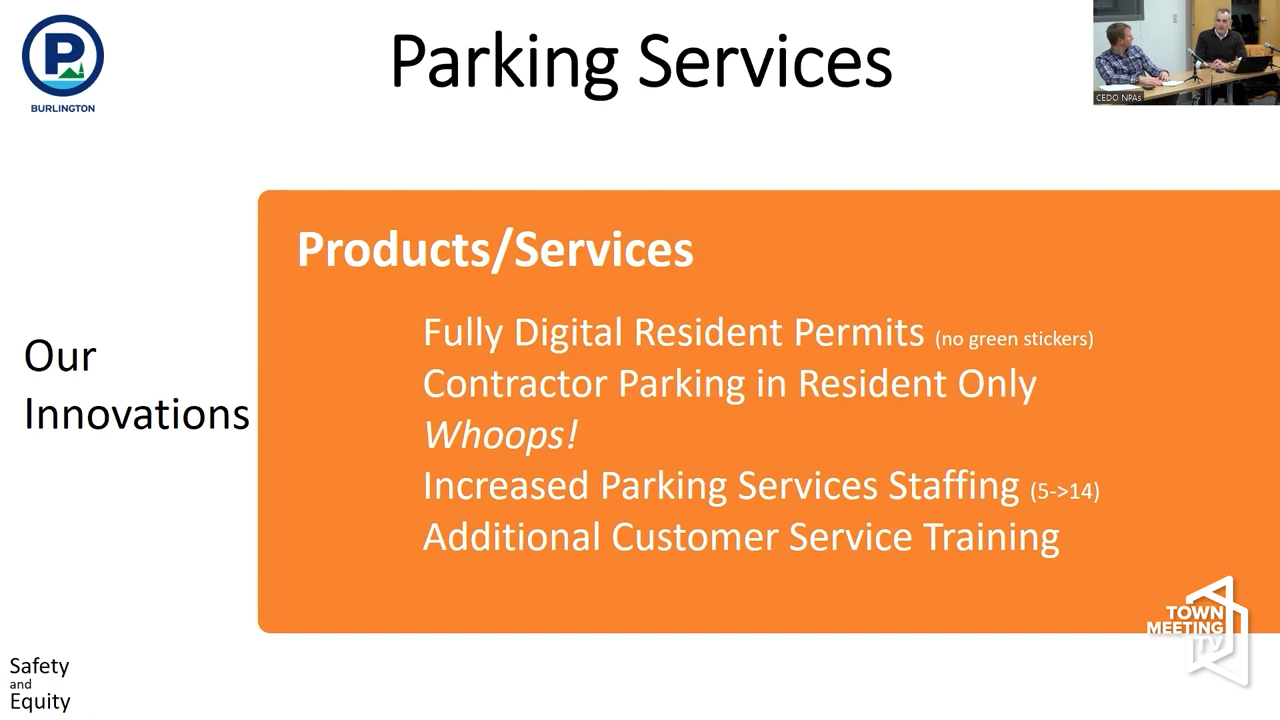 P
BURLINGTON
Parking Services
CEDO NPAs
Products/Services
Our
Innovations
Fully Digital Resident Permits (no green stickers)
Contractor Parking in Resident Only
Whoops!
Increased Parking Services Staffing (5->14)
Additional Customer Service Training
TOWN
MEETING
TV
Safety
and
Equity